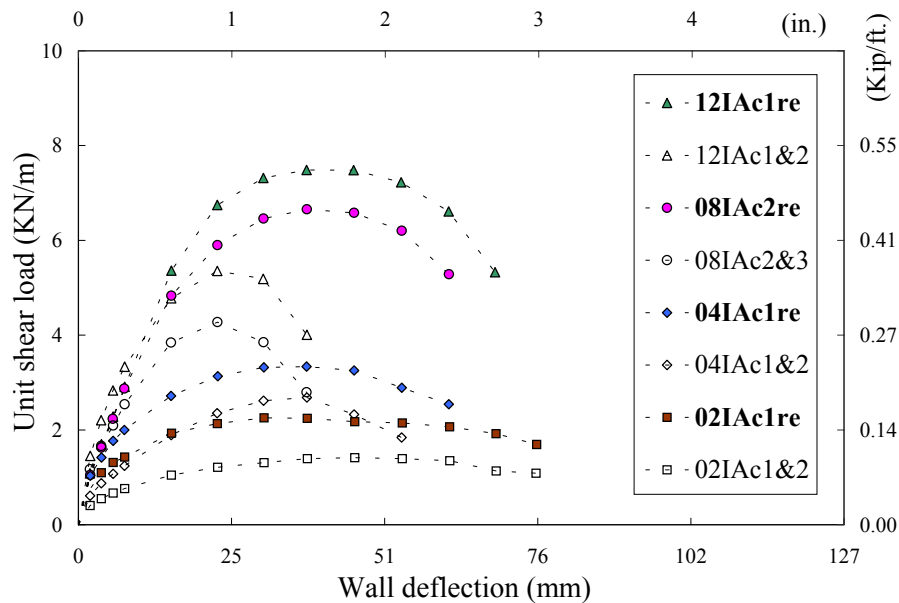 0 1 2 3 4 (in.)
10
8
6
4
2
0
Unit shear load (KN/m)
(Kip/ft.)
0.55
0.41
0.27
0.14
0.00
12IAc1re
12IAc1&2
08IAc2re
08IAc2&3
04IAc1re
04IAc1&2
02IAc1re
02IAc1&2
0 25 51 76 102 127
Wall deflection (mm)